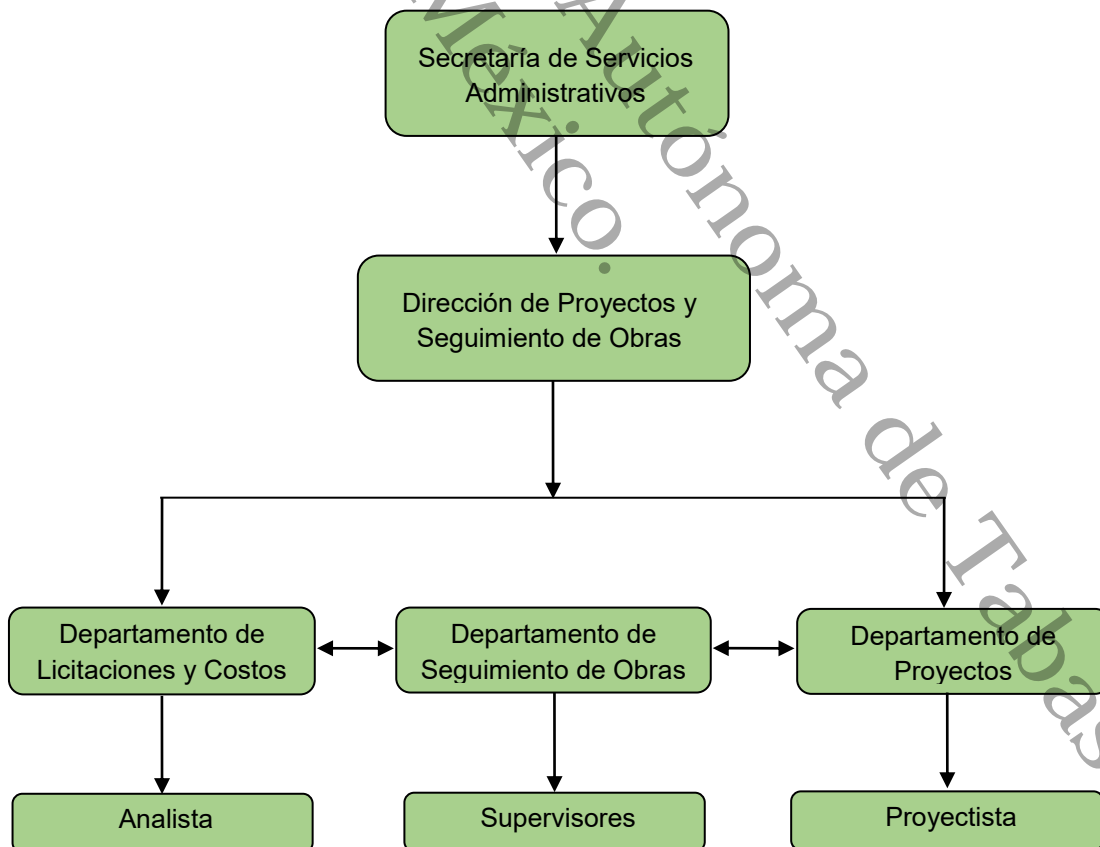 Secretaría de Servicios
Administrativos
Autónoma de Tabas
México.
Dirección de Proyectos y
Seguimiento de Obras
Departamento de
Licitaciones y Costos
Departamento de
Seguimiento de Obras
Departamento de
Proyectos
Analista
Supervisores
Proyectista